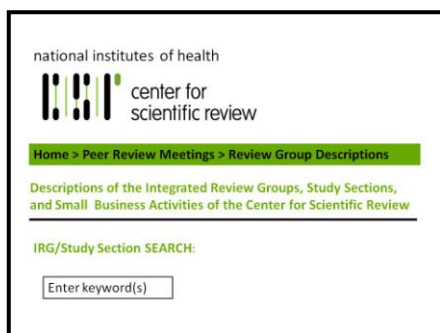 national institutes of health
center for
scientific review
Home > Peer Review Meetings > Review Group Descriptions
Descriptions of the Integrated Review Groups, Study Sections,
and Small Business Activities of the Center for Scientific Review
IRG/Study Section SEARCH:
Enter keyword(s)